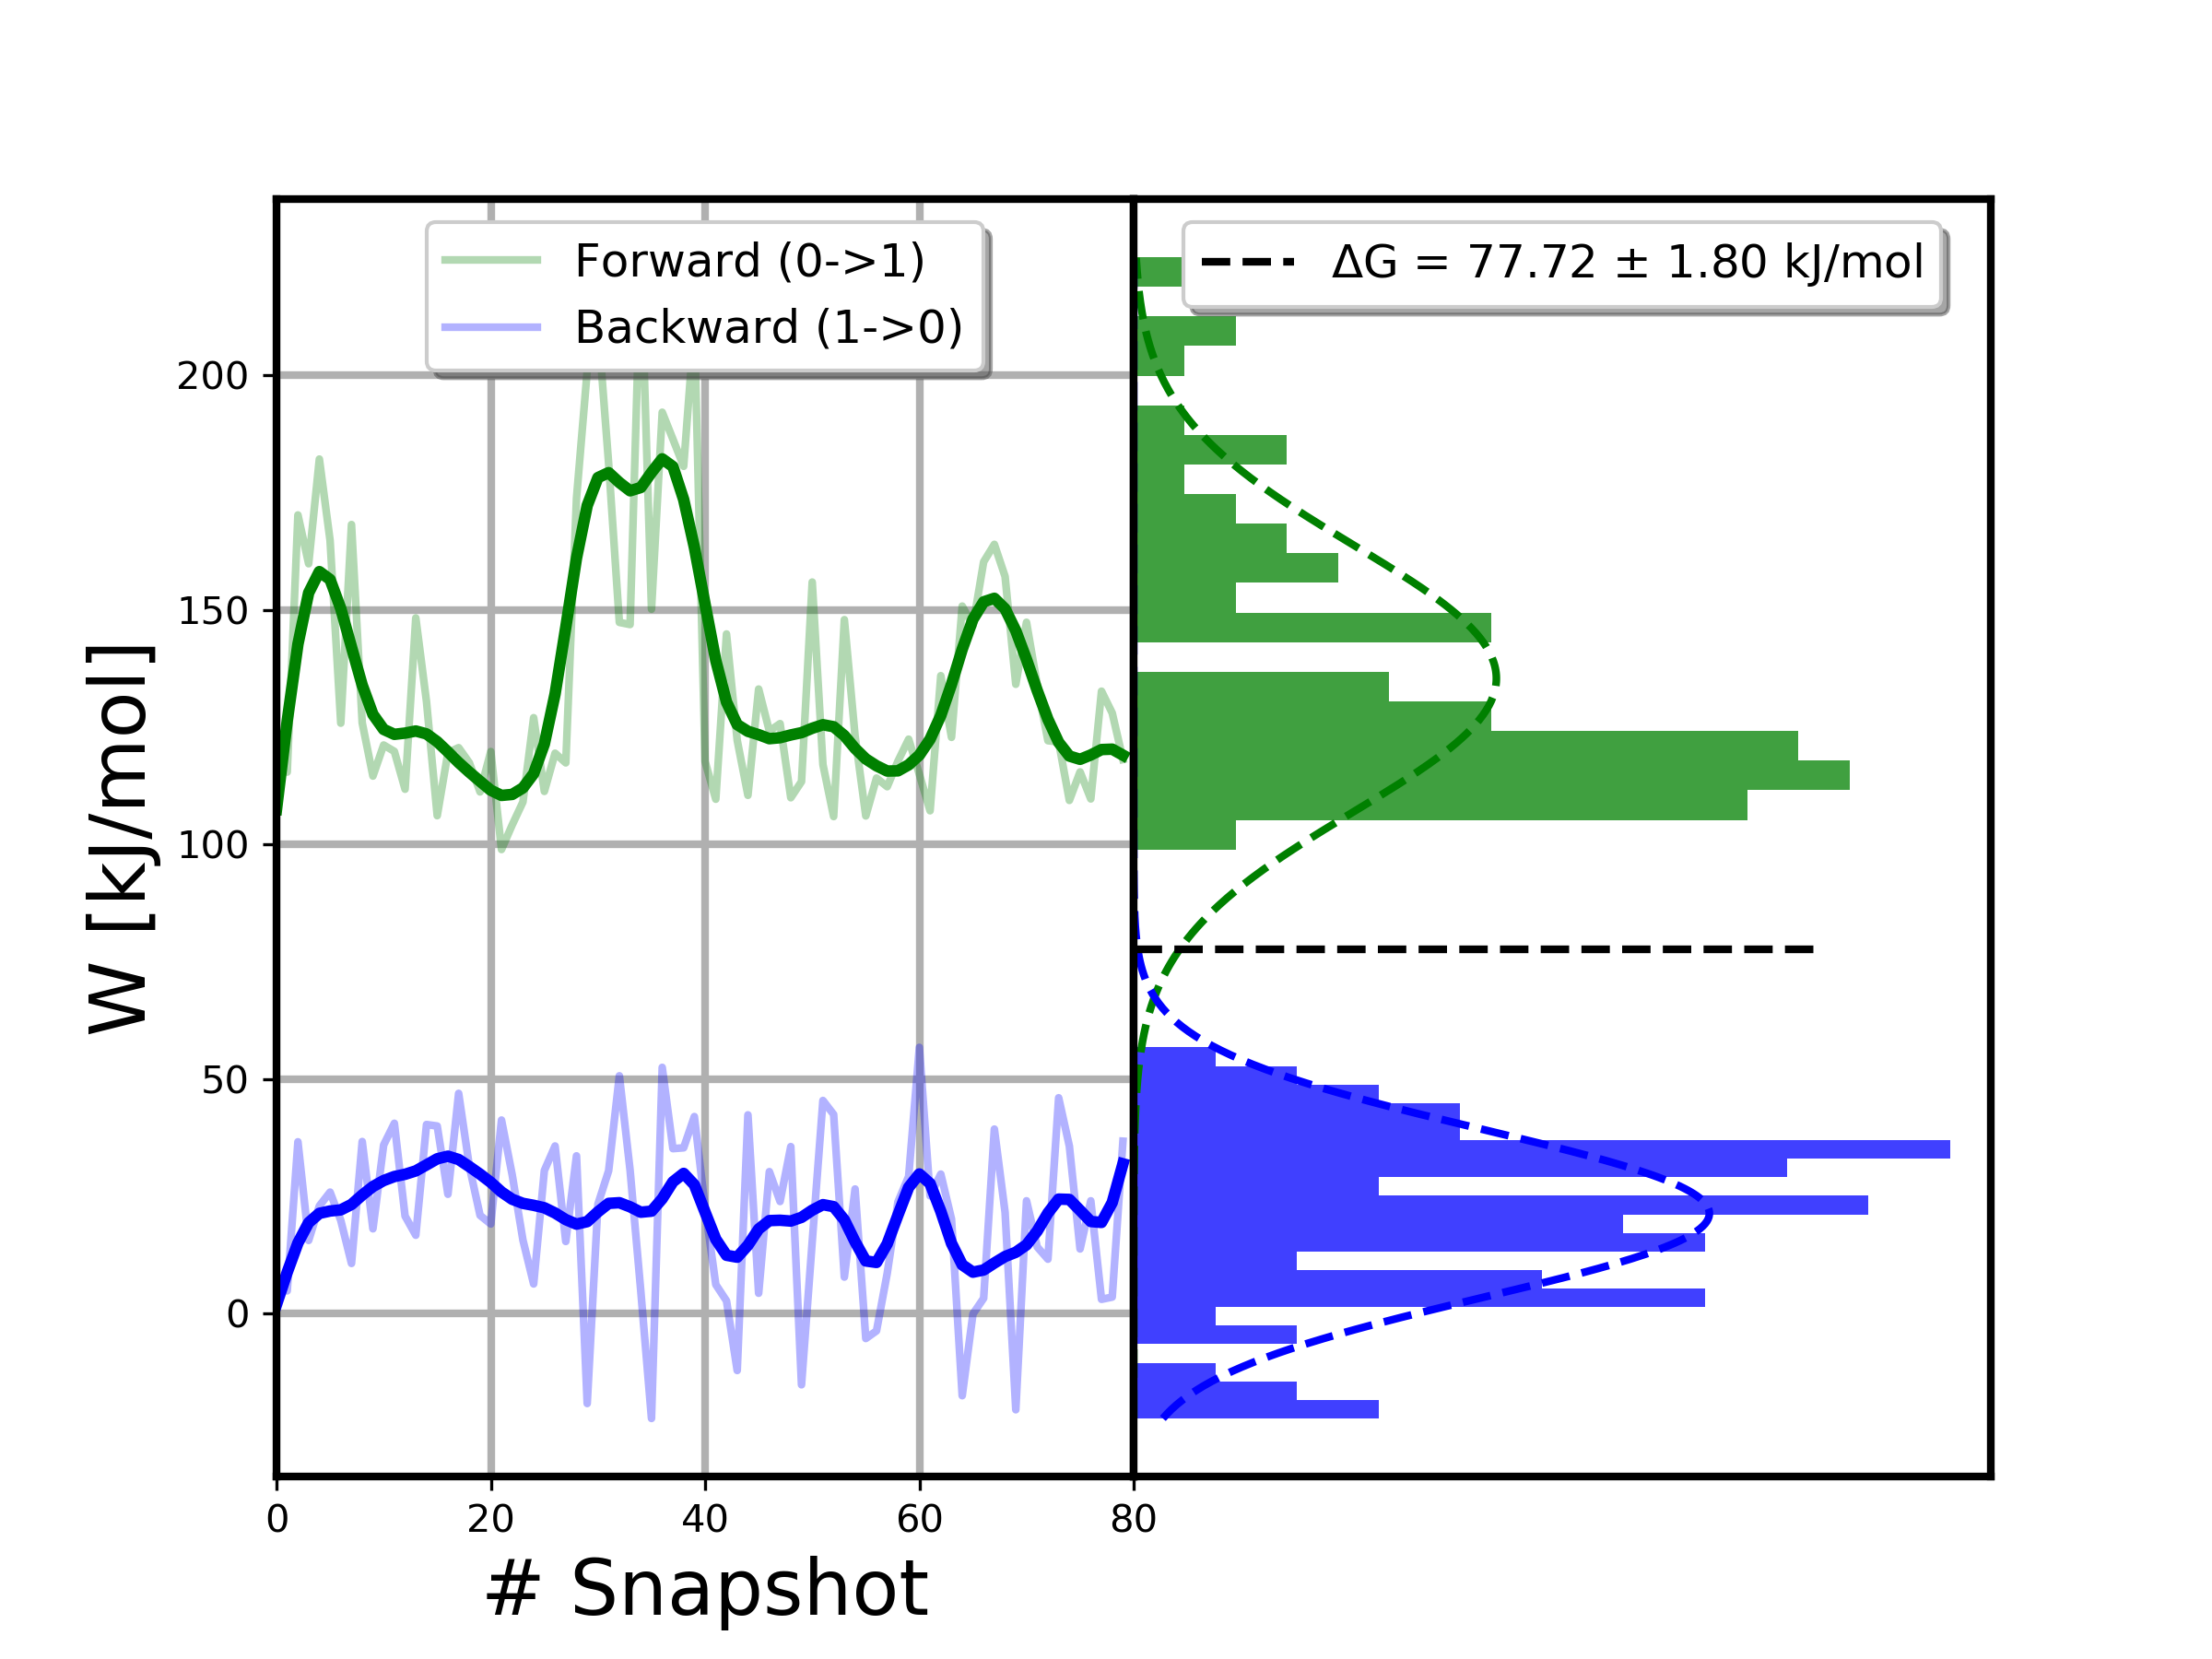 Forward (0->1)
Backward (1->0)
ΔG = 77.72 ± 1.80 kJ/mol
W [kJ/mol]
200
150
100
50
0
0 20 40 60 80
# Snapshot